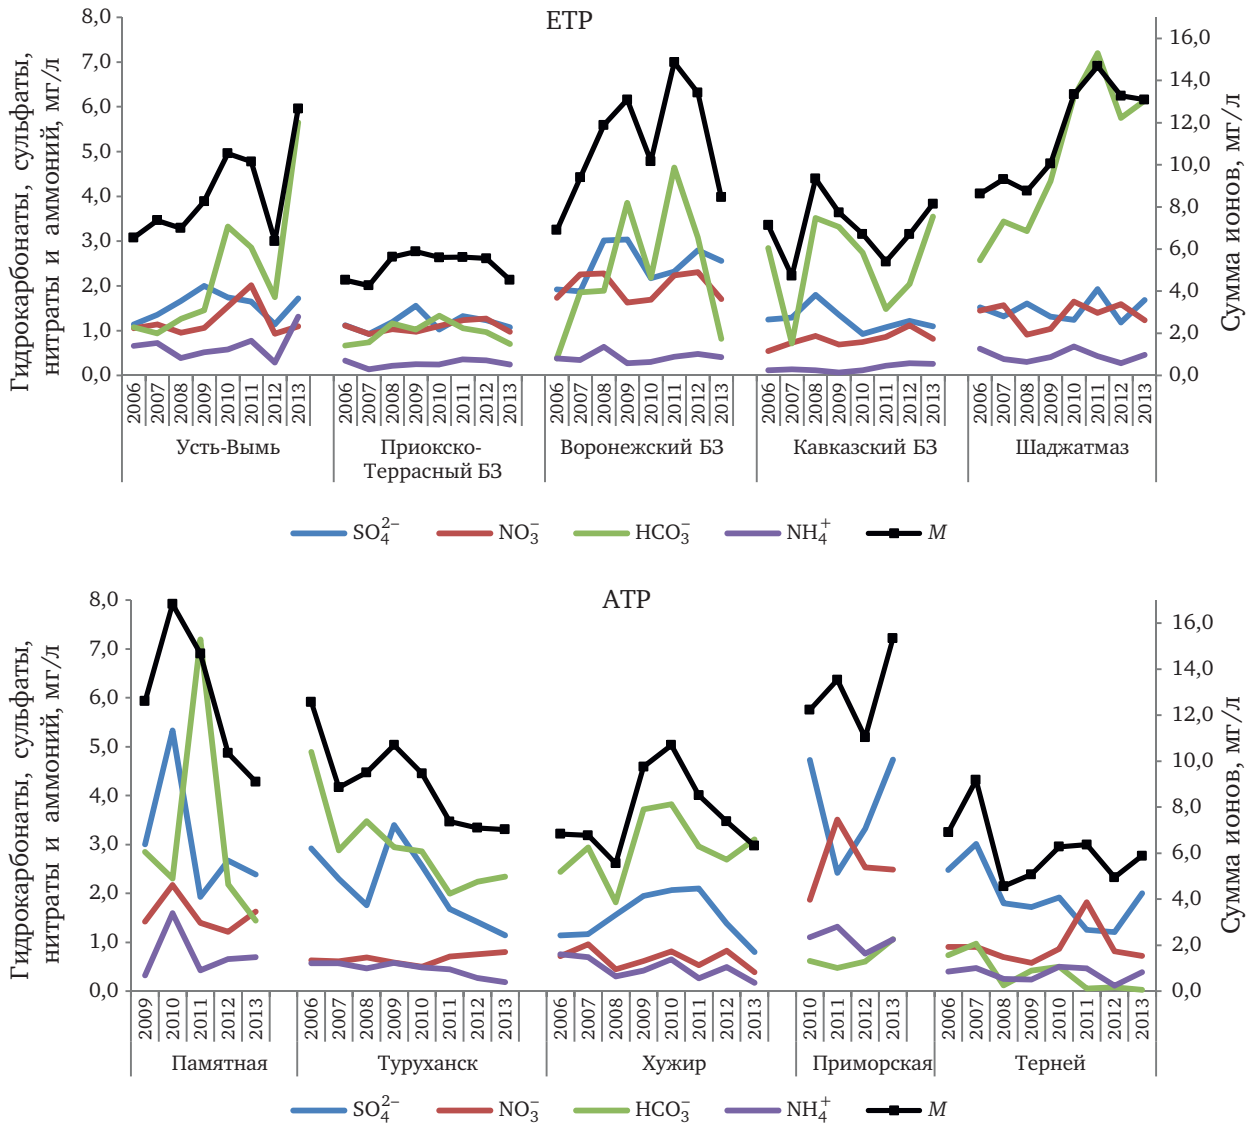 ЕТР
Гидрокарбонаты, сульфаты,
нитраты и аммоний, мг/л
8,0
7,0
6,0
5,0
4,0
3,0
2,0
1,0
0,0
16,0
14,0
12,0
10,0
8,0
6,0
4,0
2,0
0,0
Сумма ионов, мг/л
2006 2007 2008 2009 2010 2011 2012 2013 2006 2007 2008 2009 2010 2011 2012 2013 2006 2007 2008 2009 2010 2011 2012 2013 2006 2007 2008 2009 2010 2011 2012 2013 2006 2007 2008 2009 2010 2011 2012 2013
Усть-Вымь Приокско- Воронежский БЗ Кавказский БЗ Шаджатмаз
Террасный БЗ
SO₄²⁻ NO₃⁻ HCO₃⁻ NH₄⁺ M
АТР
Гидрокарбонаты, сульфаты,
нитраты и аммоний, мг/л
8,0
7,0
6,0
5,0
4,0
3,0
2,0
1,0
0,0
16,0
14,0
12,0
10,0
8,0
6,0
4,0
2,0
0,0
Сумма ионов, мг/л
2009 2010 2011 2012 2013 2006 2007 2008 2009 2010 2011 2012 2013 2006 2007 2008 2009 2010 2011 2012 2013 2010 2011 2012 2013 2006 2007 2008 2009 2010 2011 2012 2013
Памятная Туруханск Хужир Приморская Терней
SO₄²⁻ NO₃⁻ HCO₃⁻ NH₄⁺ M